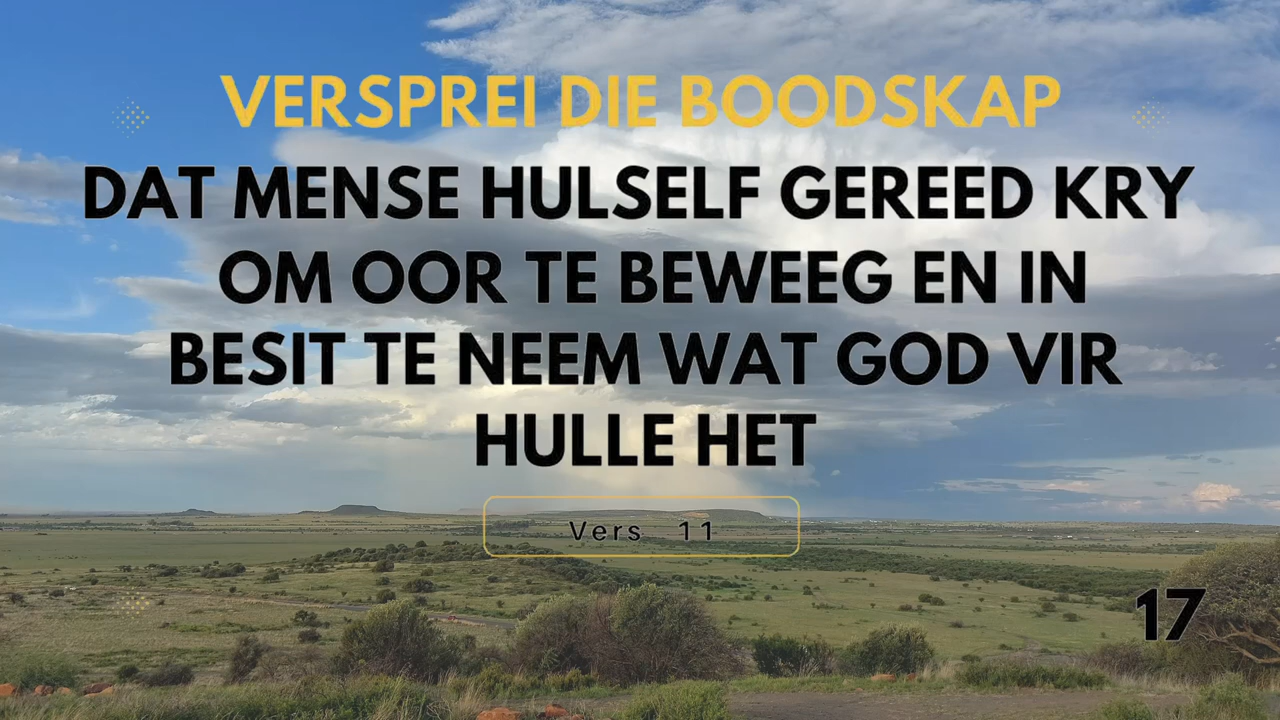 VERSPREI DIE BOODSKAP
DAT MENSE HULSELF GEREED KRY
OM OOR TE BEWEEG EN IN
BESIT TE NEEM WAT GOD VIR
HULLE HET
Vers 11
17